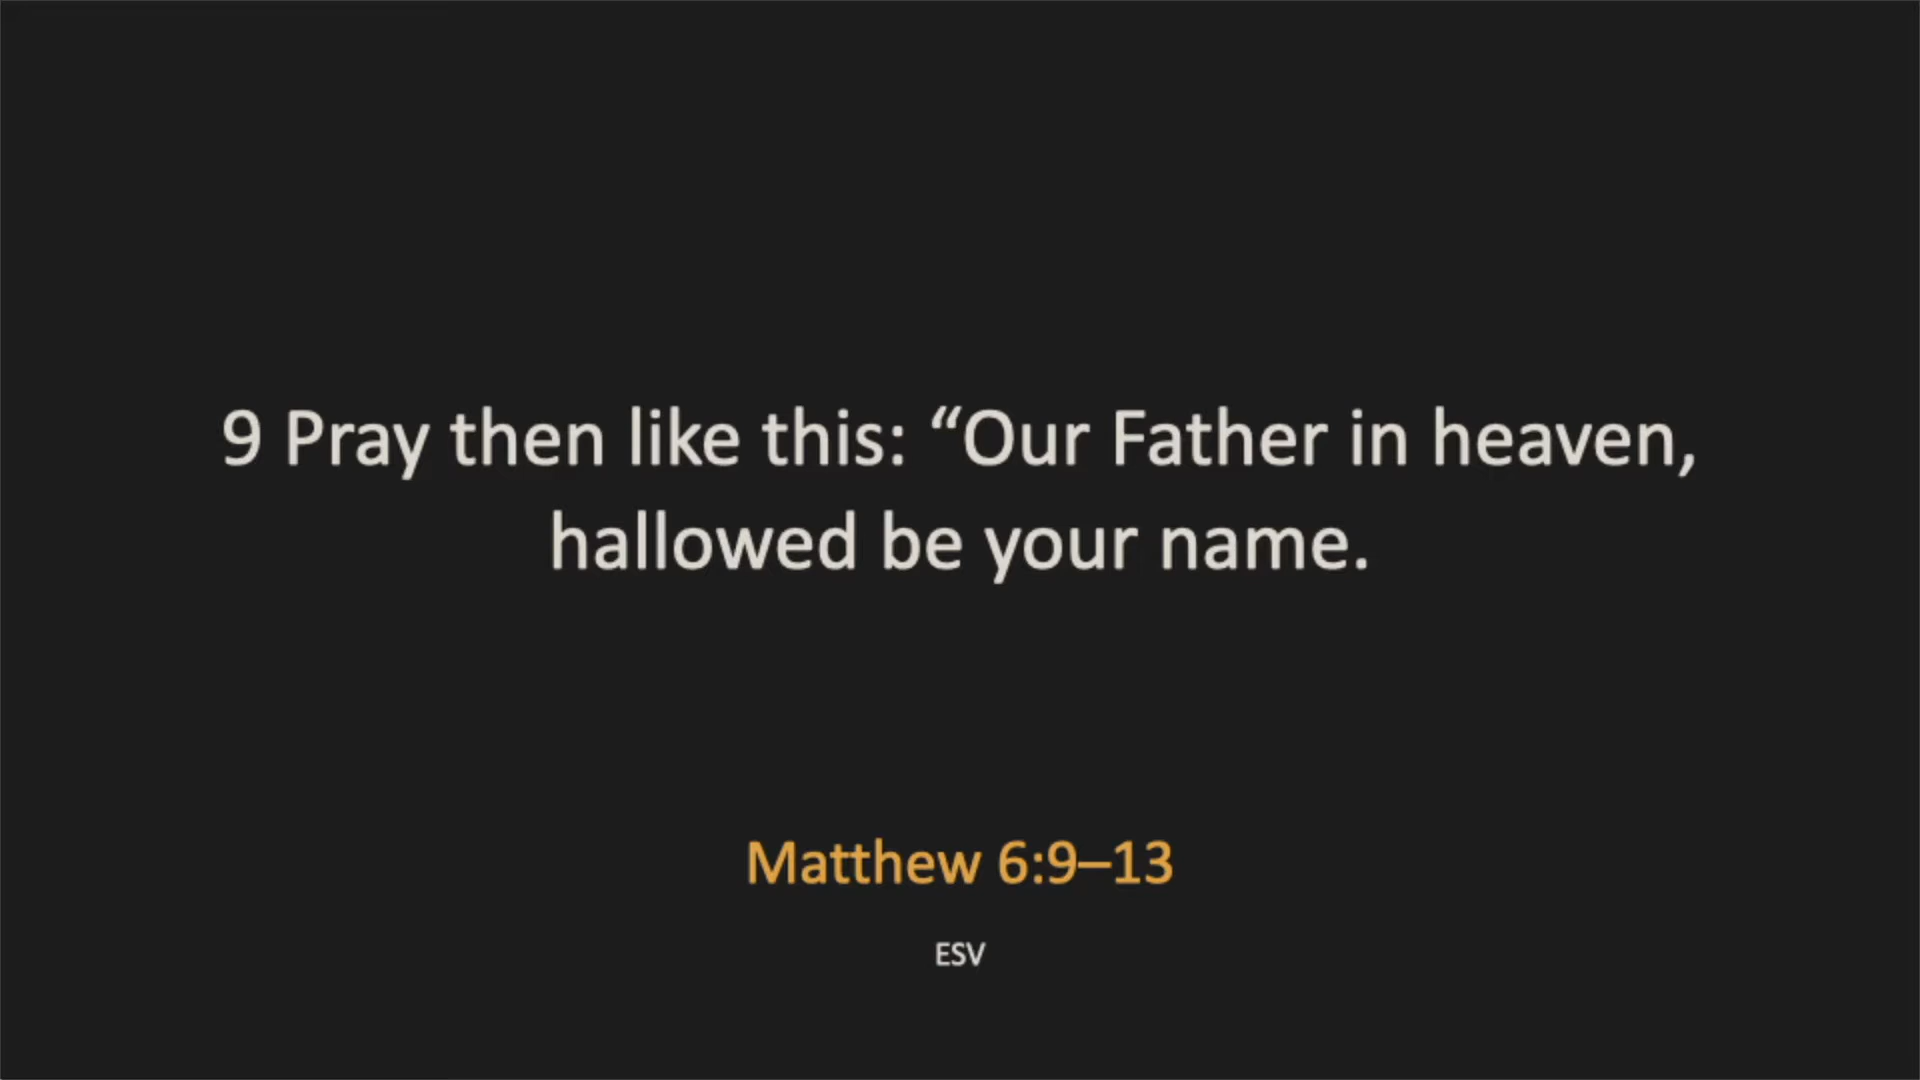 9 Pray then like this: “Our Father in heaven,
hallowed be your name.
Matthew 6:9–13
ESV